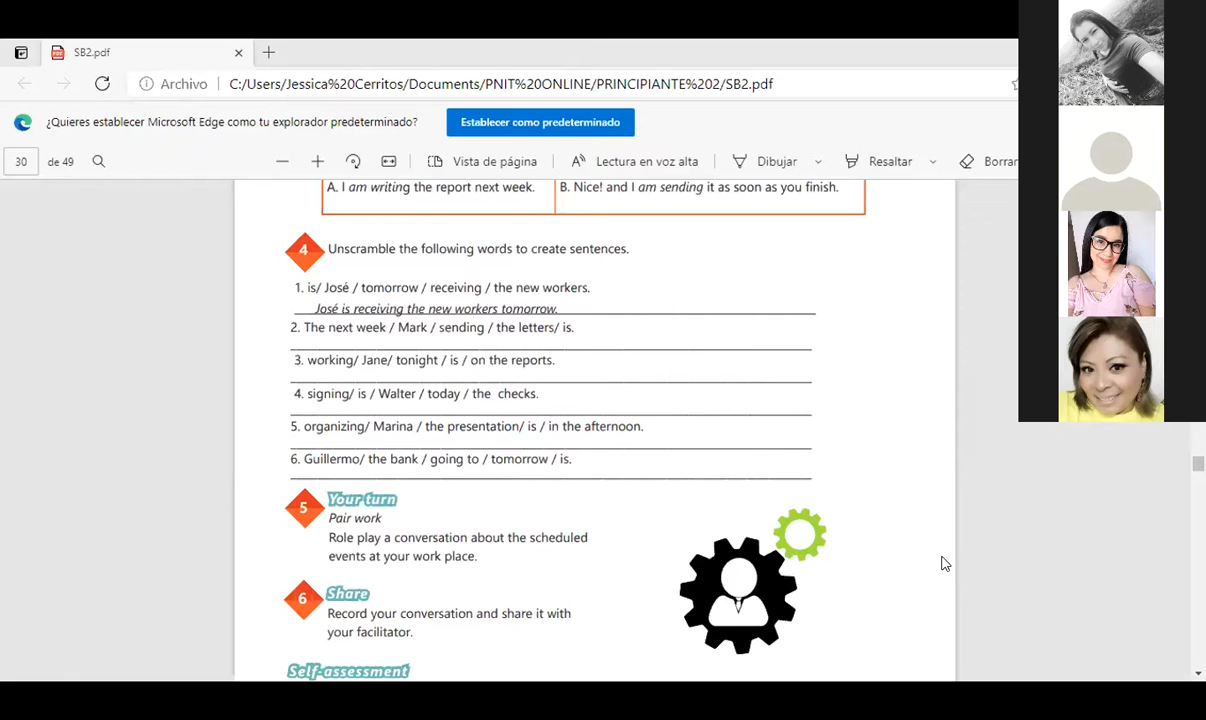 SB2.pdf
Archivo C:/Users/Jessica%20Cerritos/Documents/PNIT%20ONLINE/PRINCIPIANTE%202/SB2.pdf
¿Quieres establecer Microsoft Edge como tu explorador predeterminado? Establecer como predeterminado
30 de 49 Vista de página Lectura en voz alta Dibujar Resaltar Borrar
A. I am writing the report next week. B. Nice! and I am sending it as soon as you finish.
4 Unscramble the following words to create sentences.
1. is/ José / tomorrow / receiving / the new workers.
José is receiving the new workers tomorrow.
2. The next week / Mark / sending / the letters/ is.
3. working/ Jane/ tonight / is / on the reports.
4. signing/ is / Walter / today / the checks.
5. organizing/ Marina / the presentation/ is / in the afternoon.
6. Guillermo/ the bank / going to / tomorrow / is.
5 Your turn
Pair work
Role play a conversation about the scheduled
events at your work place.
6 Share
Record your conversation and share it with
your facilitator.
Self-assessment